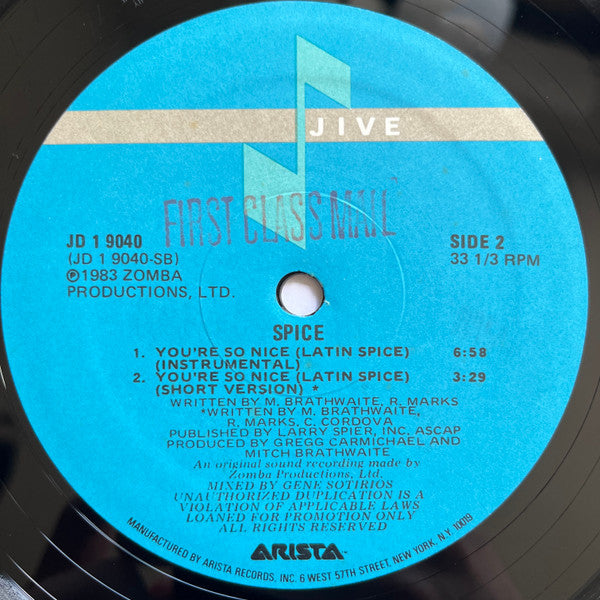 JIVE
FIRST CLASS MAIL
JD 1 9040
(JD 1 9040-SB)
℗1983 ZOMBA
PRODUCTIONS, LTD.
SIDE 2
33 1/3 RPM
SPICE
1. YOU'RE SO NICE (LATIN SPICE) 6:58
(INSTRUMENTAL)
2. YOU'RE SO NICE (LATIN SPICE) 3:29
(SHORT VERSION) *
WRITTEN BY M. BRATHWAITE, R. MARKS
*WRITTEN BY M. BRATHWAITE,
R. MARKS, C. CORDOVA
PUBLISHED BY LARRY SPIER, INC. ASCAP
PRODUCED BY GREGG CARMICHAEL AND
MITCH BRATHWAITE
An original sound recording made by
Zomba Productions, Ltd.
MIXED BY GENE SOTIRIOS
UNAUTHORIZED DUPLICATION IS A
VIOLATION OF APPLICABLE LAWS
LOANED FOR PROMOTION ONLY
ALL RIGHTS RESERVED
ARISTA
MANUFACTURED BY ARISTA RECORDS, INC. 6 WEST 57TH STREET, NEW YORK, N.Y. 10019